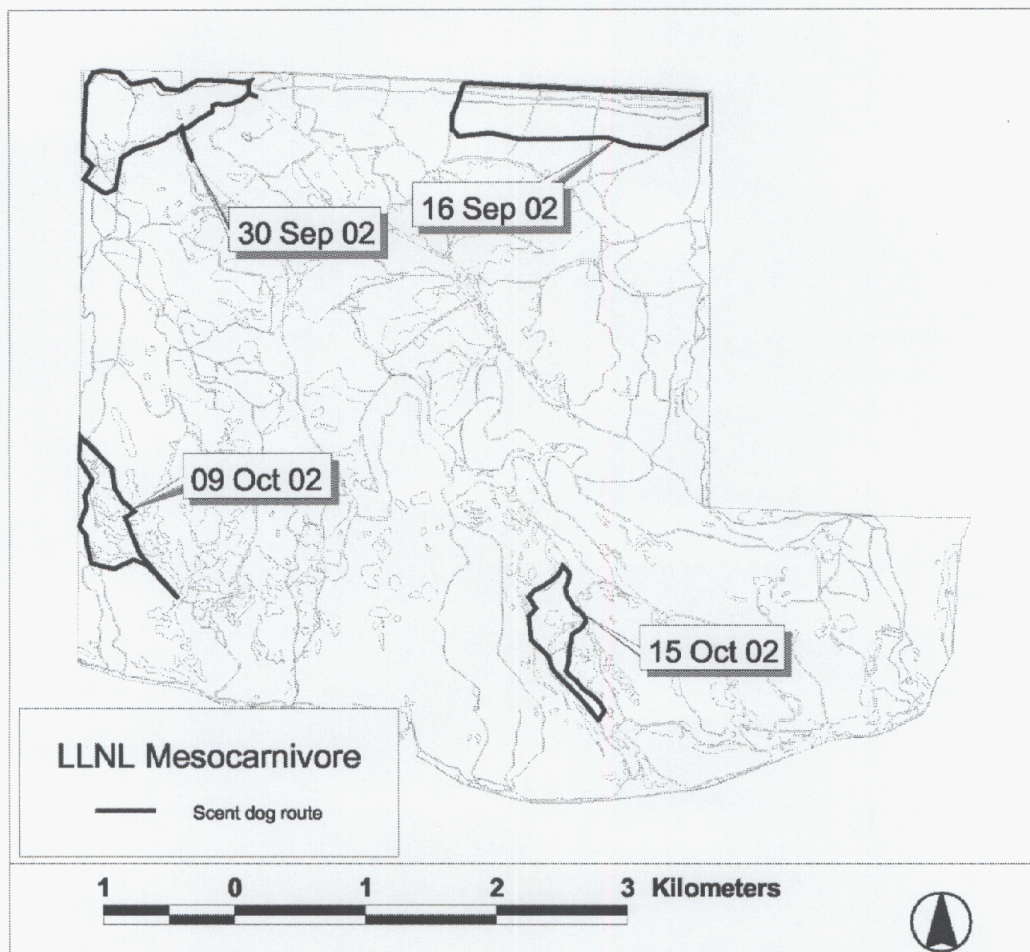 30 Sep 02
16 Sep 02
09 Oct 02
15 Oct 02
LLNL Mesocarnivore
Scent dog route
1 0 1 2 3 Kilometers